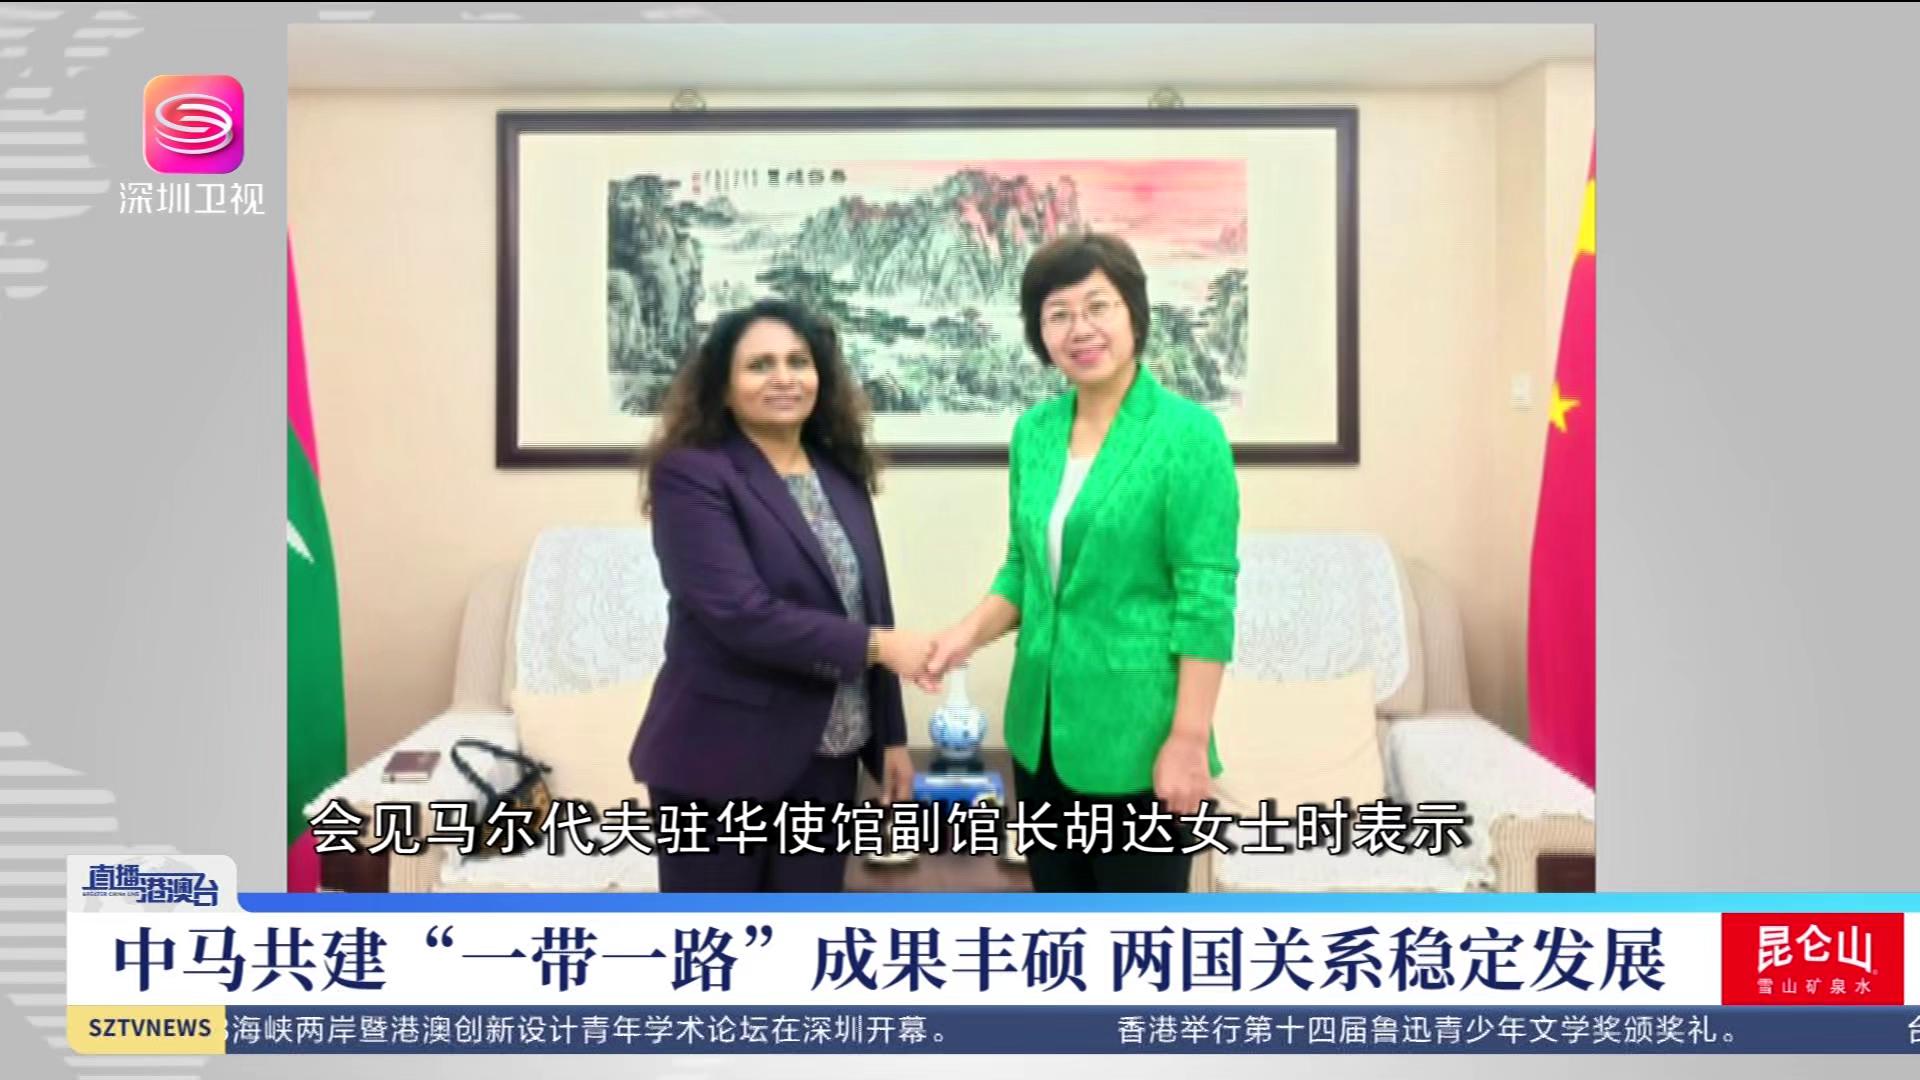 深圳卫视
会见马尔代夫驻华使馆副馆长胡达女士时表示
直播港澳台
GREATER CHINA LIVE
中马共建“一带一路”成果丰硕 两国关系稳定发展
昆仑山
雪山矿泉水
SZTVNEWS
海峡两岸暨港澳创新设计青年学术论坛在深圳开幕。 香港举行第十四届鲁迅青少年文学奖颁奖礼。